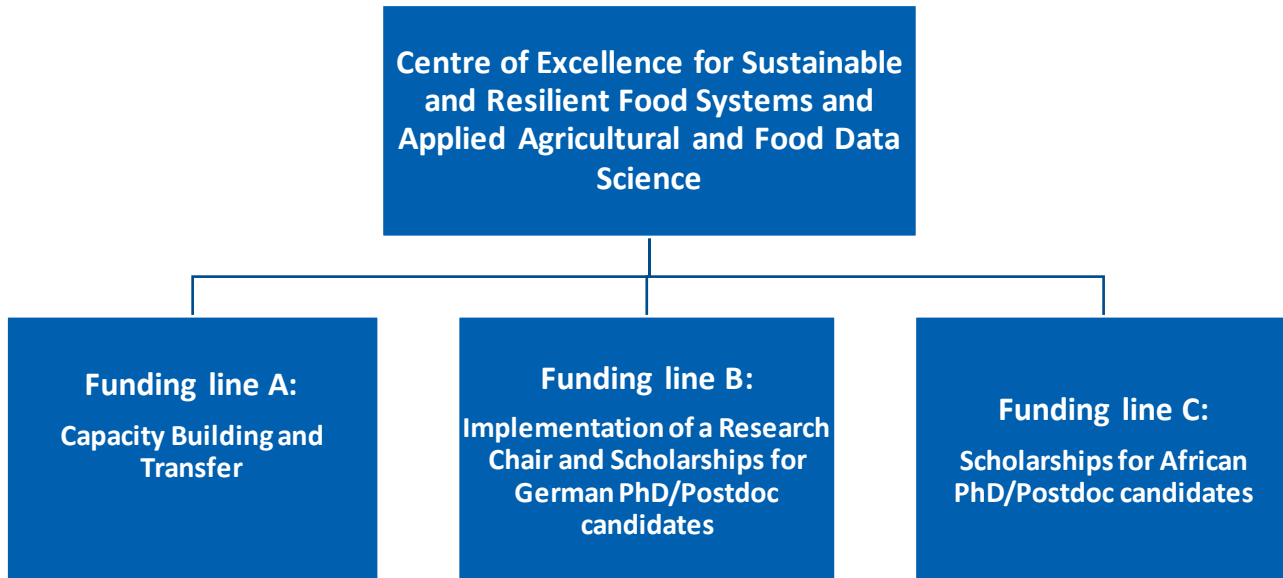 Centre of Excellence for Sustainable
and Resilient Food Systems and
Applied Agricultural and Food Data
Science
Funding line A:
Capacity Building and
Transfer
Funding line B:
Implementation of a Research
Chair and Scholarships for
German PhD/Postdoc
candidates
Funding line C:
Scholarships for African
PhD/Postdoc candidates